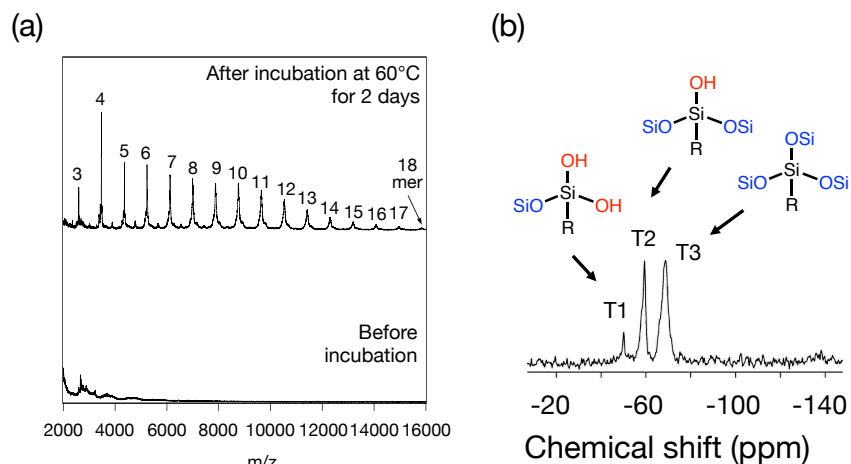 (a)
After incubation at 60°C
for 2 days
3
4
5
6
7
8
9
10
11
12
13
14
15
16
17
18
mer
Before
incubation
2000 4000 6000 8000 10000 12000 14000 16000
m/z
(b)
OH
SiO Si OSi
R
OH
SiO Si OH
R
OSi
SiO Si OSi
R
T1
T2
T3
-20 -60 -100 -140
Chemical shift (ppm)